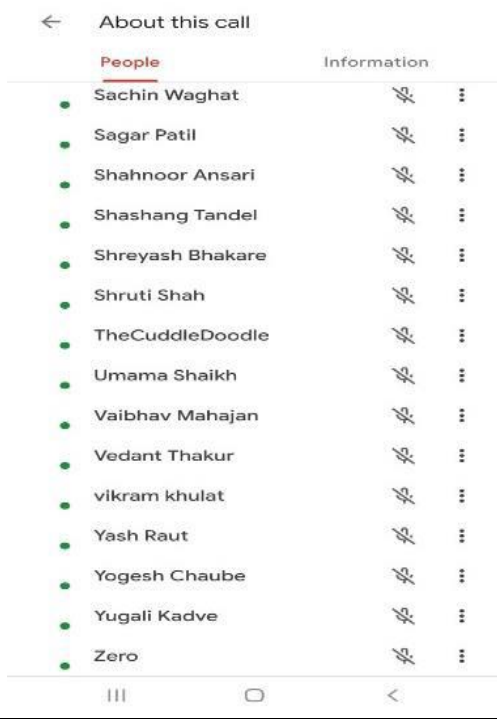 About this call
People Information
Sachin Waghat
Sagar Patil
Shahnoor Ansari
Shashang Tandel
Shreyash Bhakare
Shruti Shah
TheCuddleDoodle
Umama Shaikh
Vaibhav Mahajan
Vedant Thakur
vikram khulat
Yash Raut
Yogesh Chaube
Yugali Kadve
Zero